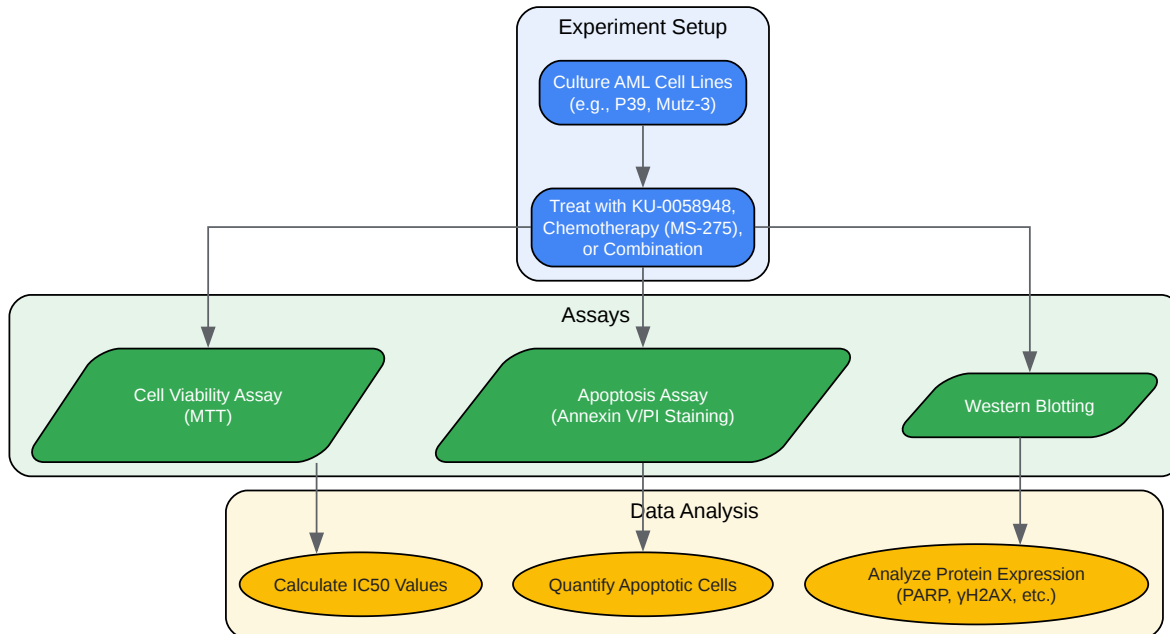 Experiment Setup
Culture AML Cell Lines
(e.g., P39, Mutz-3)
Treat with KU-0058948,
Chemotherapy (MS-275),
or Combination
Assays
Cell Viability Assay
(MTT)
Apoptosis Assay
(Annexin V/PI Staining)
Western Blotting
Data Analysis
Calculate IC50 Values
Quantify Apoptotic Cells
Analyze Protein Expression
(PARP, γH2AX, etc.)